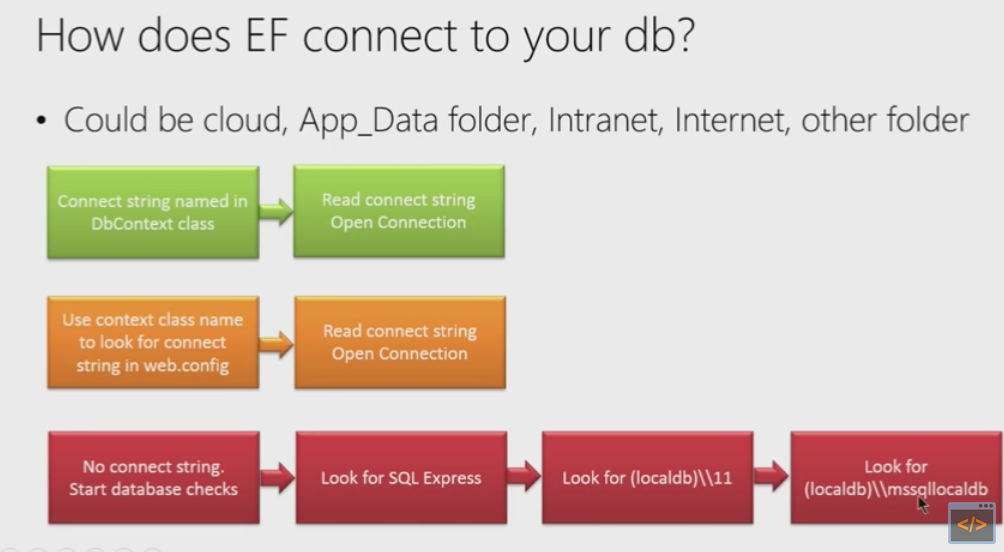 How does EF connect to your db?
• Could be cloud, App_Data folder, Intranet, Internet, other folder
Connect string named in
DbContext class
Read connect string
Open Connection
Use context class name
to look for connect
string in web.config
Read connect string
Open Connection
No connect string.
Start database checks
Look for SQL Express
Look for (localdb)\\11
Look for
(localdb)\\mssqllocaldb
</>